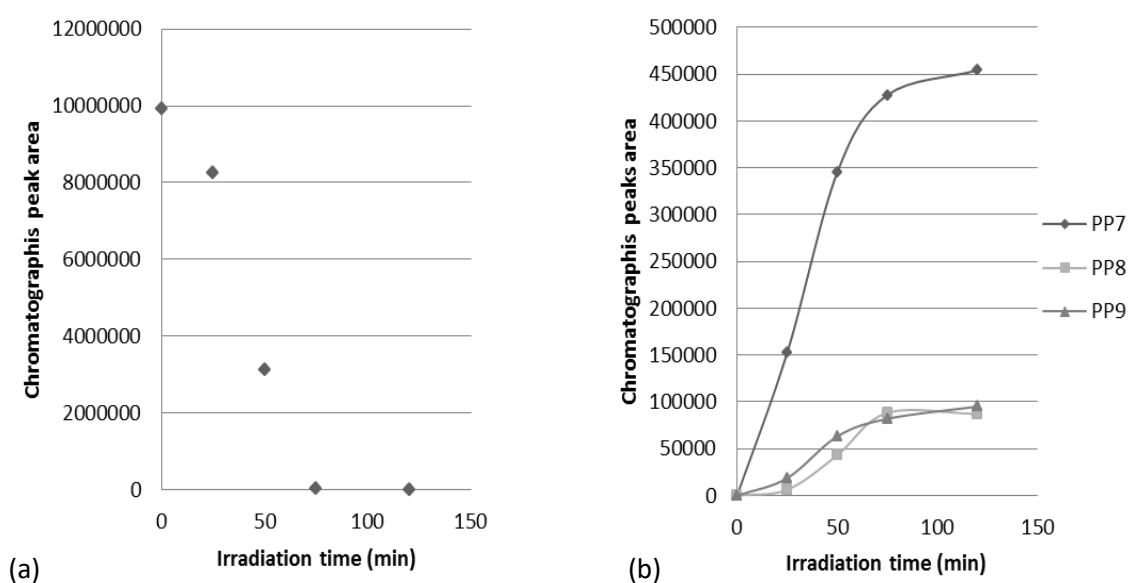 12000000
10000000
8000000
6000000
4000000
2000000
0
Chromatographis peak area
0 50 100 150
Irradiation time (min)
(a)
500000
450000
400000
350000
300000
250000
200000
150000
100000
50000
0
Chromatographis peaks area
0 50 100 150
Irradiation time (min)
PP7
PP8
PP9
(b)